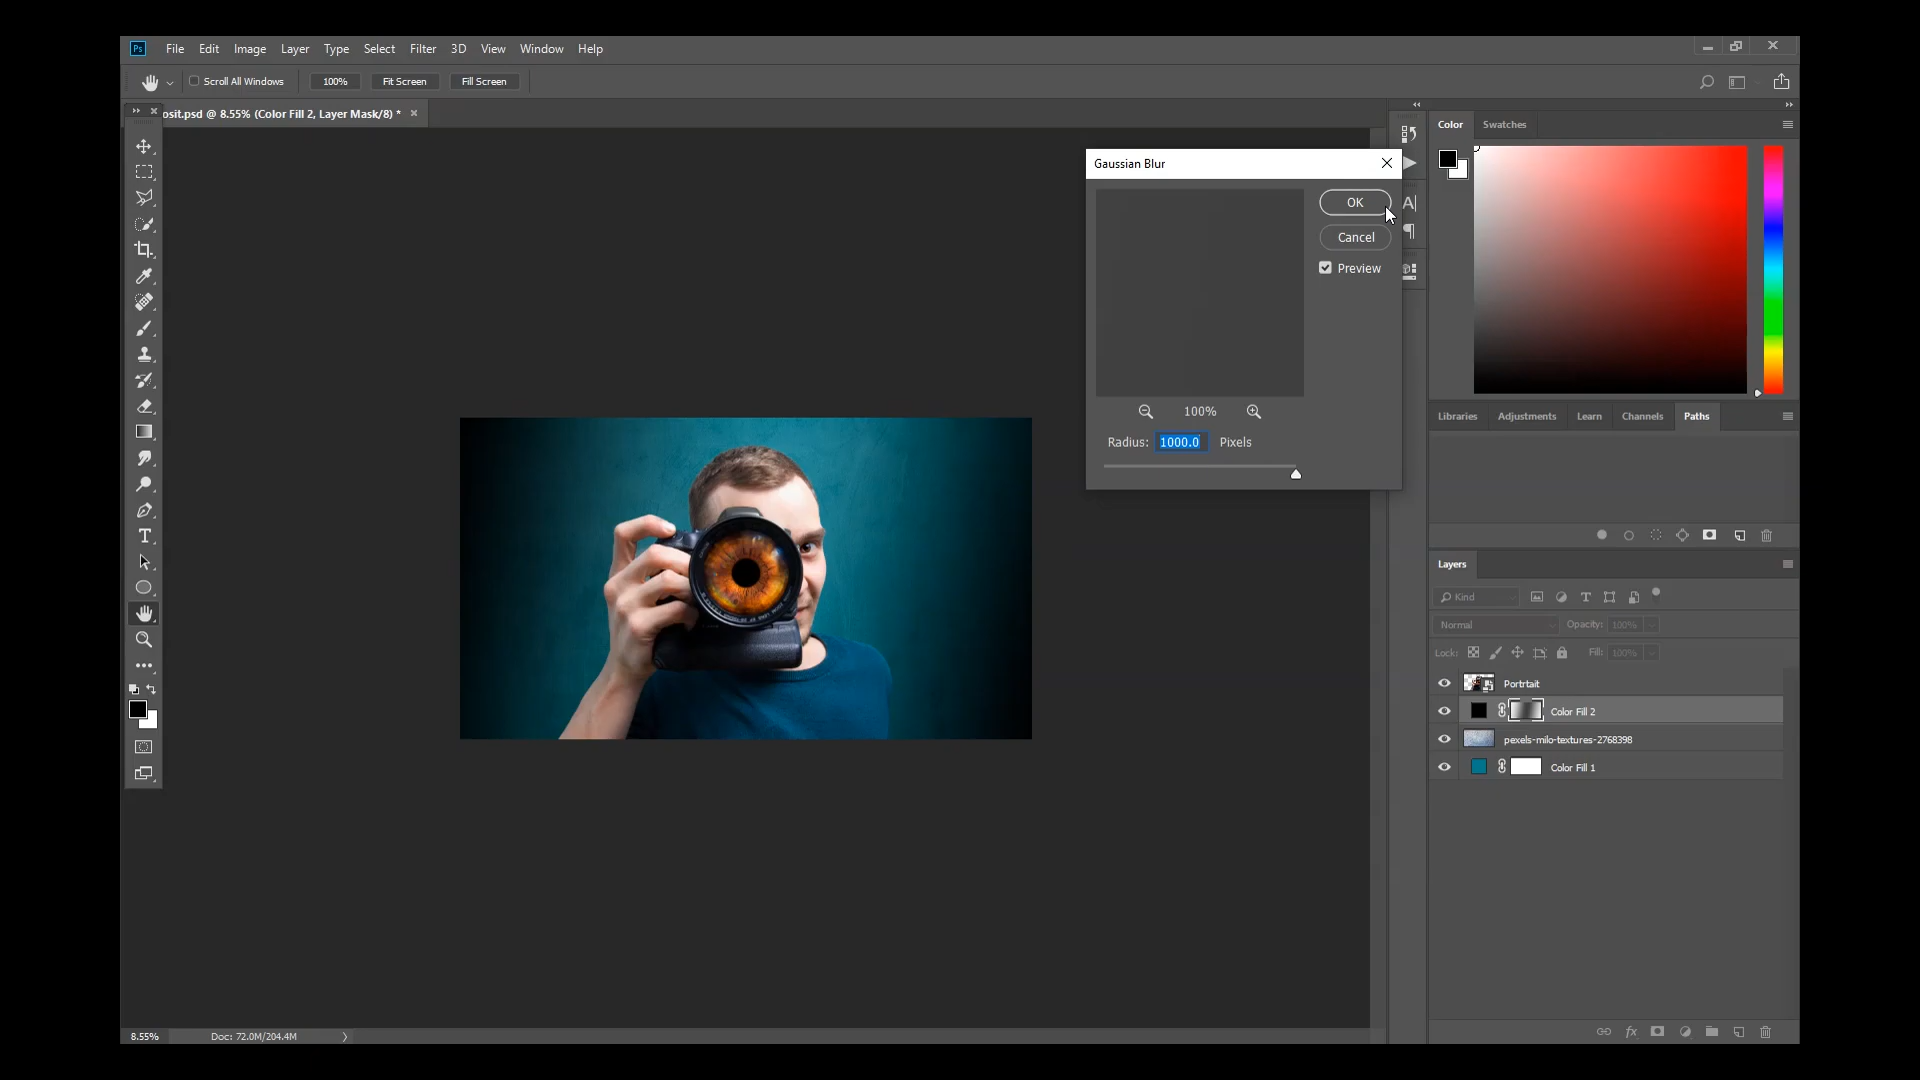 Ps File Edit Image Layer Type Select Filter 3D View Window Help
Scroll All Windows 100% Fit Screen Fill Screen
osit.psd @ 8.55% (Color Fill 2, Layer Mask/8) *
Color Swatches
Gaussian Blur
OK
Cancel
Preview
100%
Radius: 1000.0 Pixels
Libraries Adjustments Learn Channels Paths
Layers
Kind
Normal Opacity: 100%
Lock: Fill: 100%
Portrtait
Color Fill 2
pexels-milo-textures-2768398
Color Fill 1
8.55% Doc: 72.0M/204.4M